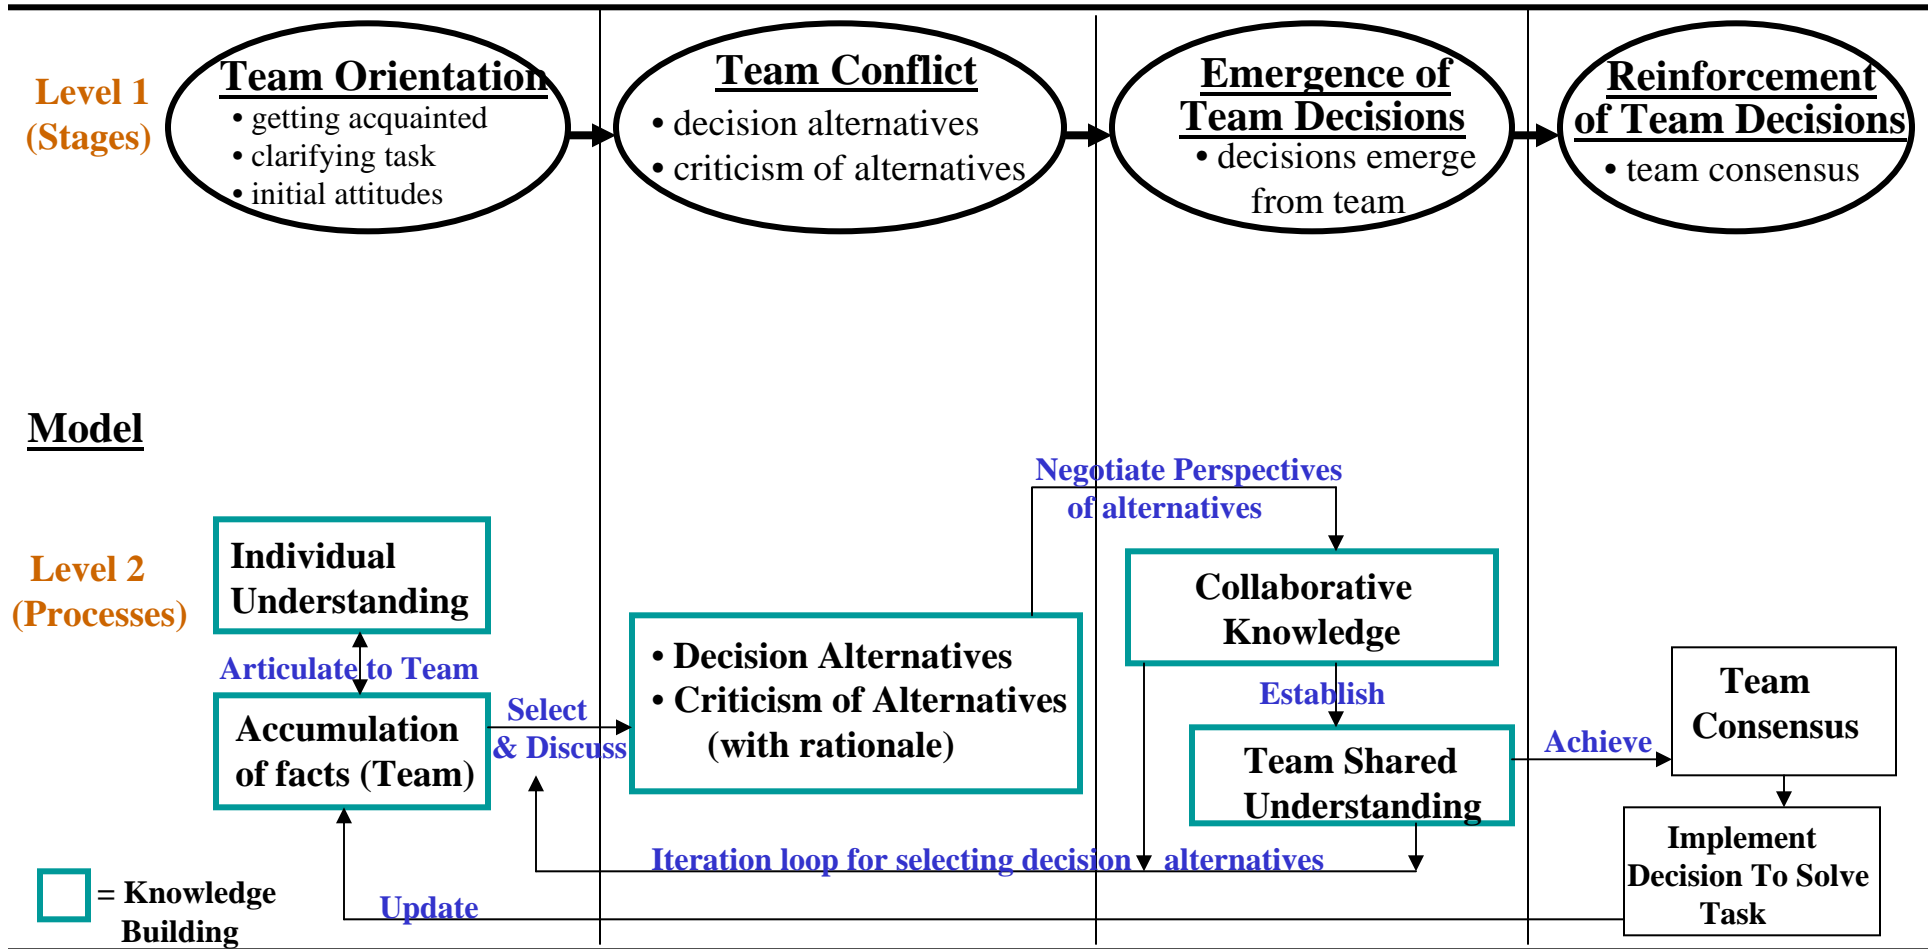 Level 1
(Stages)
Team Orientation
• getting acquainted
• clarifying task
• initial attitudes
Team Conflict
• decision alternatives
• criticism of alternatives
Emergence of
Team Decisions
• decisions emerge
from team
Reinforcement
of Team Decisions
• team consensus
Model
Level 2
(Processes)
Individual
Understanding
Articulate to Team
Accumulation
of facts (Team)
Select
& Discuss
• Decision Alternatives
• Criticism of Alternatives
(with rationale)
Negotiate Perspectives
of alternatives
Collaborative
Knowledge
Establish
Team Shared
Understanding
Achieve
Team
Consensus
Implement
Decision To Solve
Task
Iteration loop for selecting decision alternatives
Update
= Knowledge
Building